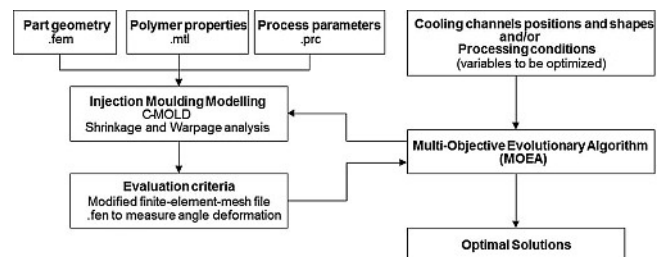 Part geometry
.fem
Polymer properties
.mtl
Process parameters
.prc
Cooling channels positions and shapes
and/or
Processing conditions
(variables to be optimized)
Injection Moulding Modelling
C-MOLD
Shrinkage and Warpage analysis
Multi-Objective Evolutionary Algorithm
(MOEA)
Evaluation criteria
Modified finite-element-mesh file
.fen to measure angle deformation
Optimal Solutions